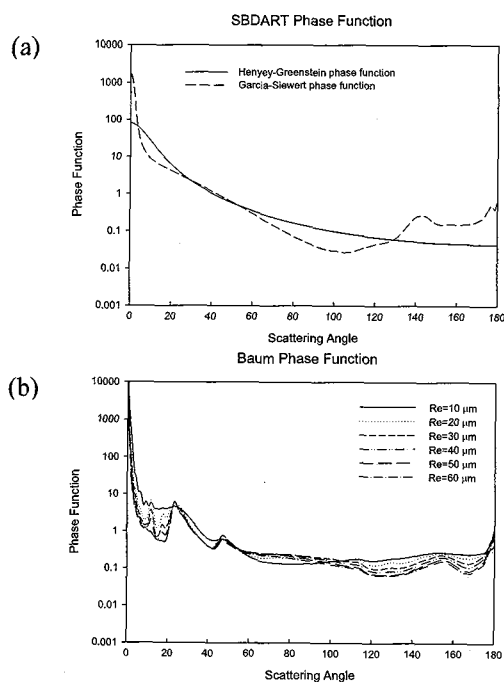 SBDART Phase Function
(a)
10000
1000
100
10
1
0.1
0.01
0.001
Phase Function
Henyey-Greenstein phase function
Garcia-Siewert phase function
0 20 40 60 80 100 120 140 160 180
Scattering Angle
Baum Phase Function
(b)
10000
1000
100
10
1
0.1
0.01
0.001
Phase Function
Re=10 μm
Re=20 μm
Re=30 μm
Re=40 μm
Re=50 μm
Re=60 μm
0 20 40 60 80 100 120 140 160 180
Scattering Angle